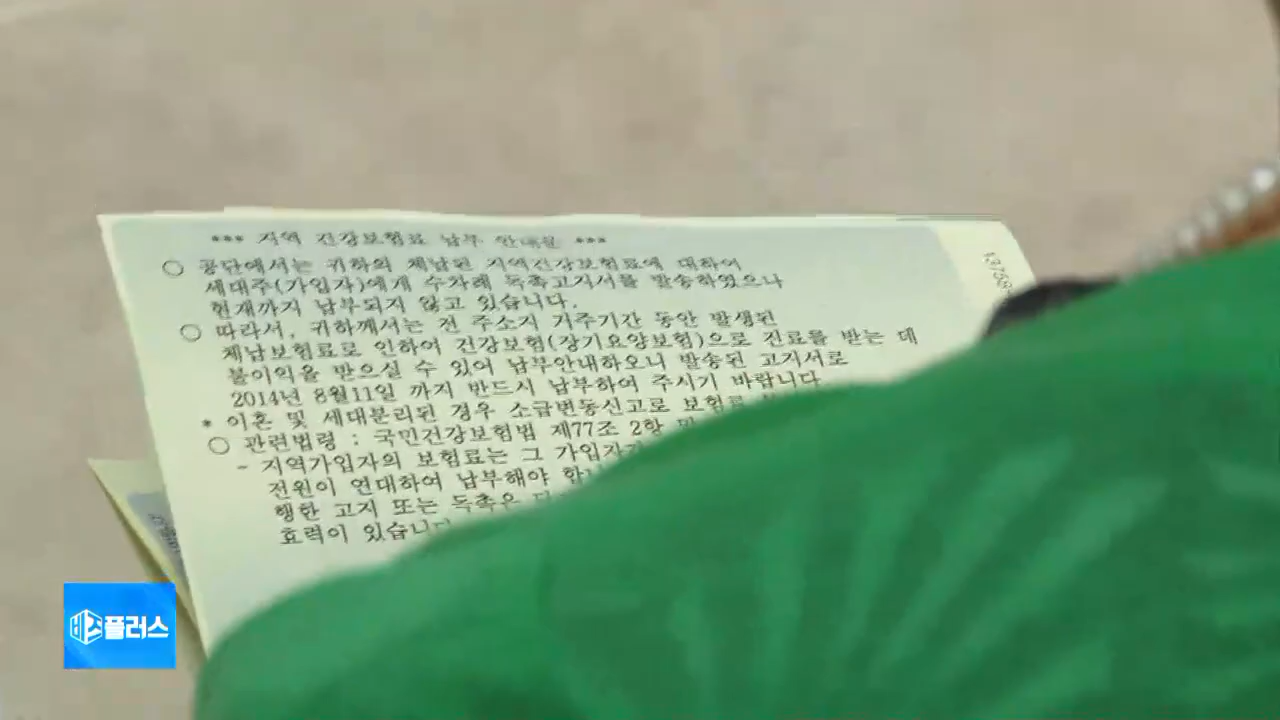 *** 지역 건강보험료 납부 안내문 ***
○ 공단에서는 귀하의 체납된 지역건강보험료에 대하여
세대주(가입자)에게 수차례 독촉고지서를 발송하였으나
현재까지 납부되지 않고 있습니다.
○ 따라서, 귀하께서는 전 주소지 거주기간 동안 발생된
체납보험료로 인하여 건강보험(장기요양보험)으로 진료를 받는 데
불이익을 받으실 수 있어 납부안내하오니 발송된 고지서로
2014년 8월11일 까지 반드시 납부하여 주시기 바랍니다.
* 이혼 및 세대분리된 경우 소급변동신고로 보험료
○ 관련법령 : 국민건강보험법 제77조 2항 및
- 지역가입자의 보험료는 그 가입자가
전원이 연대하여 납부해야 합니
행한 고지 또는 독촉은
효력이 있습니다
비즈플러스